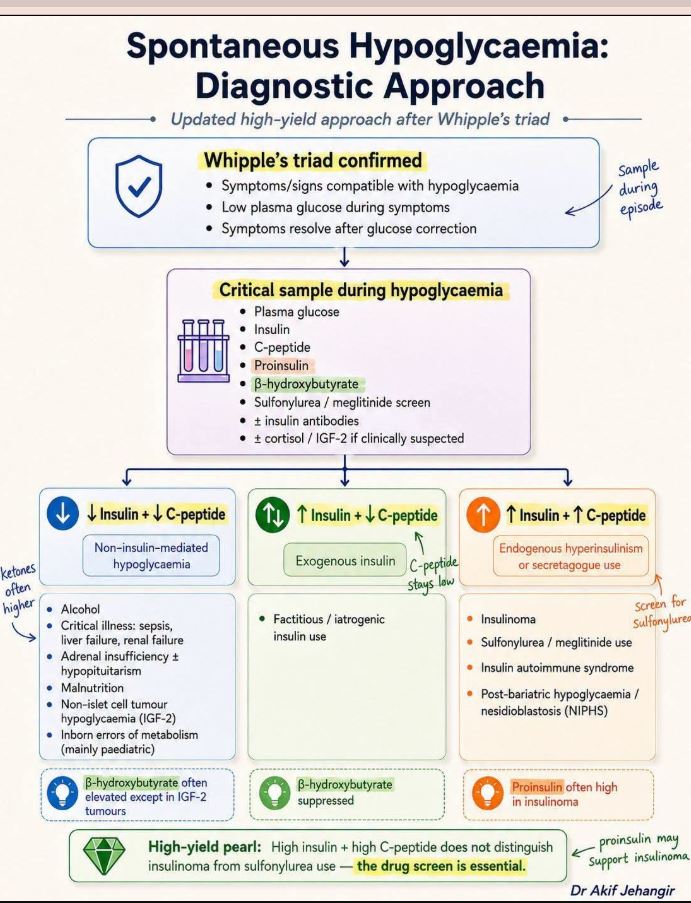 Spontaneous Hypoglycaemia:
Diagnostic Approach
Updated high-yield approach after Whipple's triad
Whipple's triad confirmed
• Symptoms/signs compatible with hypoglycaemia
• Low plasma glucose during symptoms
• Symptoms resolve after glucose correction
Sample
during
episode
Critical sample during hypoglycaemia
• Plasma glucose
• Insulin
• C-peptide
• Proinsulin
• β-hydroxybutyrate
• Sulfonylurea / meglitinide screen
• ± insulin antibodies
• ± cortisol / IGF-2 if clinically suspected
↓ Insulin + ↓ C-peptide
Non-insulin-mediated
hypoglycaemia
ketones
often
higher
• Alcohol
• Critical illness: sepsis,
liver failure, renal failure
• Adrenal insufficiency ±
hypopituitarism
• Malnutrition
• Non-islet cell tumour
hypoglycaemia (IGF-2)
• Inborn errors of metabolism
(mainly paediatric)
β-hydroxybutyrate often
elevated except in IGF-2
tumours
↑ Insulin + ↓ C-peptide
Exogenous insulin
C-peptide
stays low
• Factitious / iatrogenic
insulin use
β-hydroxybutyrate
suppressed
↑ Insulin + ↑ C-peptide
Endogenous hyperinsulinism
or secretagogue use
Screen for
sulfonylurea
• Insulinoma
• Sulfonylurea / meglitinide use
• Insulin autoimmune syndrome
• Post-bariatric hypoglycaemia /
nesidioblastosis (NIPHS)
Proinsulin often high
in insulinoma
High-yield pearl: High insulin + high C-peptide does not distinguish
insulinoma from sulfonylurea use — the drug screen is essential.
proinsulin may
support insulinoma
Dr Akif Jehangir